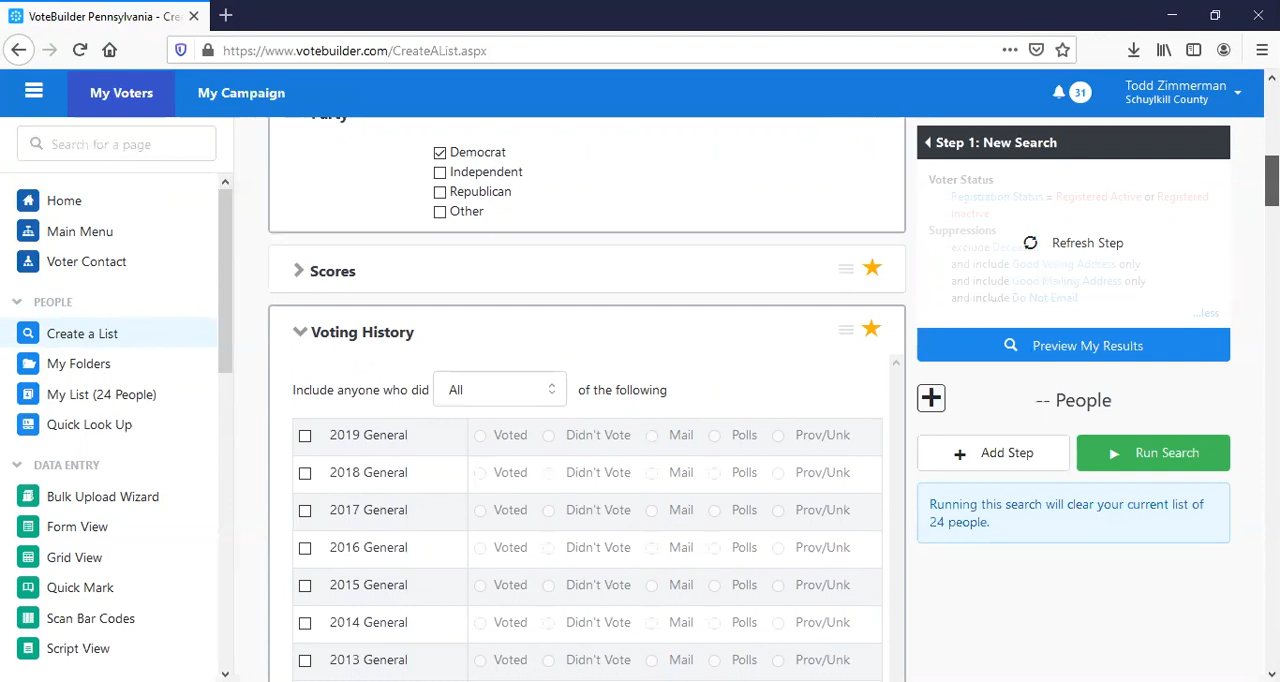 VoteBuilder Pennsylvania - Cre
https://www.votebuilder.com/CreateAList.aspx
My Voters
My Campaign
31
Todd Zimmerman
Schuylkill County
Search for a page
Home
Main Menu
Voter Contact
PEOPLE
Create a List
My Folders
My List (24 People)
Quick Look Up
DATA ENTRY
Bulk Upload Wizard
Form View
Grid View
Quick Mark
Scan Bar Codes
Script View
Party
Democrat
Independent
Republican
Other
Scores
Voting History
Include anyone who did All of the following
2019 General Voted Didn't Vote Mail Polls Prov/Unk
2018 General Voted Didn't Vote Mail Polls Prov/Unk
2017 General Voted Didn't Vote Mail Polls Prov/Unk
2016 General Voted Didn't Vote Mail Polls Prov/Unk
2015 General Voted Didn't Vote Mail Polls Prov/Unk
2014 General Voted Didn't Vote Mail Polls Prov/Unk
2013 General Voted Didn't Vote Mail Polls Prov/Unk
Step 1: New Search
Voter Status
Registration Status = Registered Active or Registered
Inactive
Suppressions
exclude
Refresh Step
and include Good Voting Address only
and include Good Mailing Address only
and include Do Not Email
...less
Preview My Results
-- People
Add Step
Run Search
Running this search will clear your current list of
24 people.